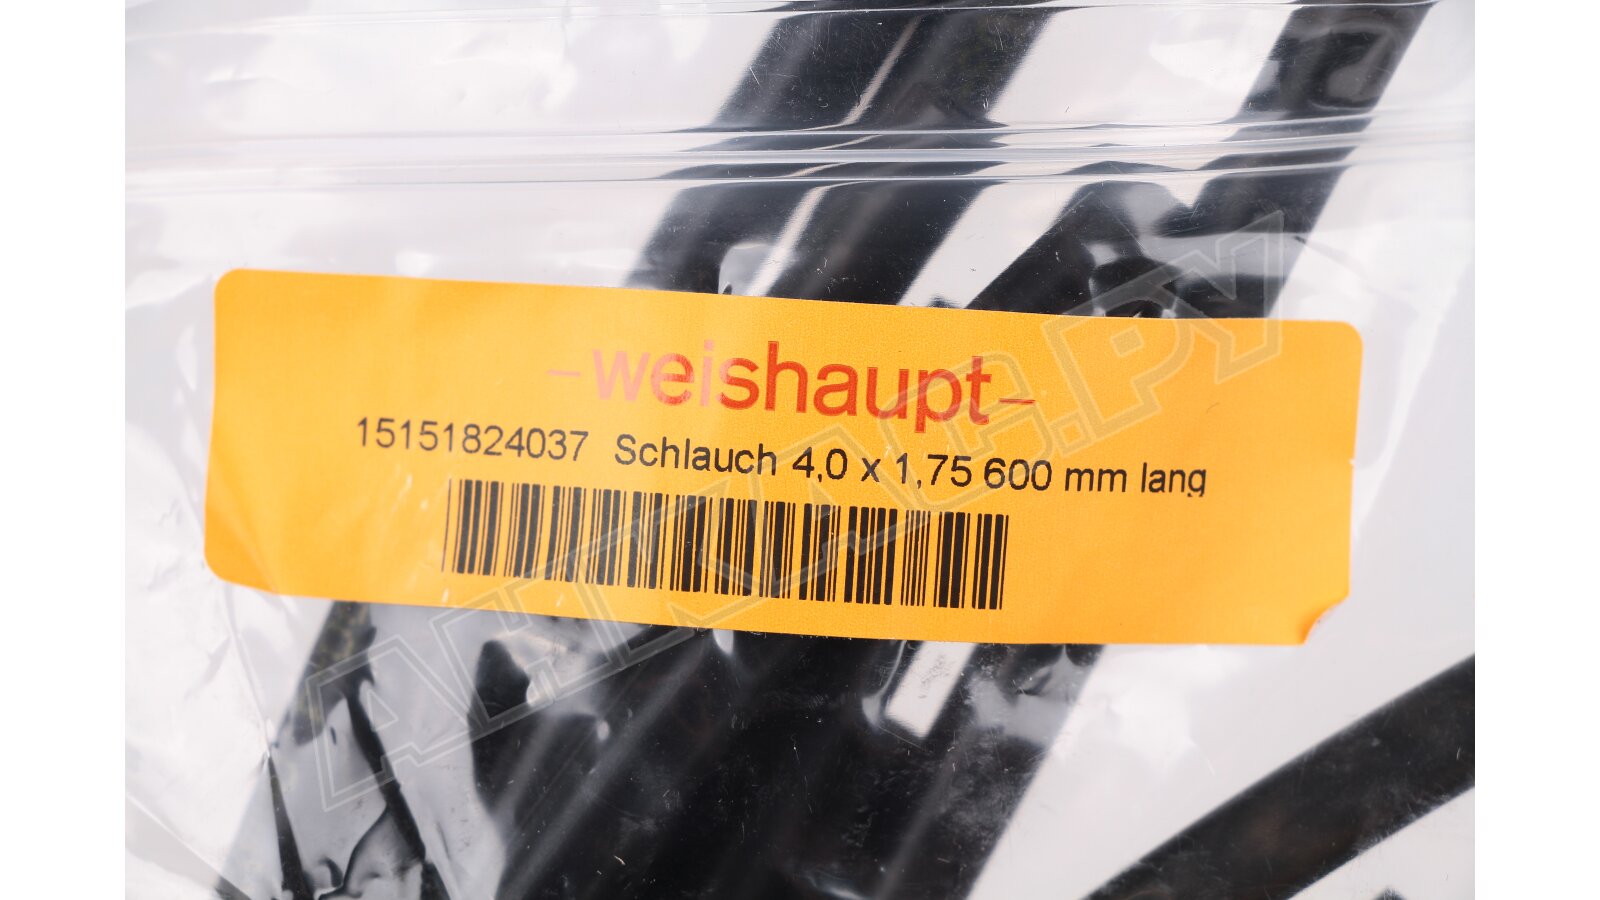 -weishaupt-
15151824037 Schlauch 4,0 x 1,75 600 mm lang